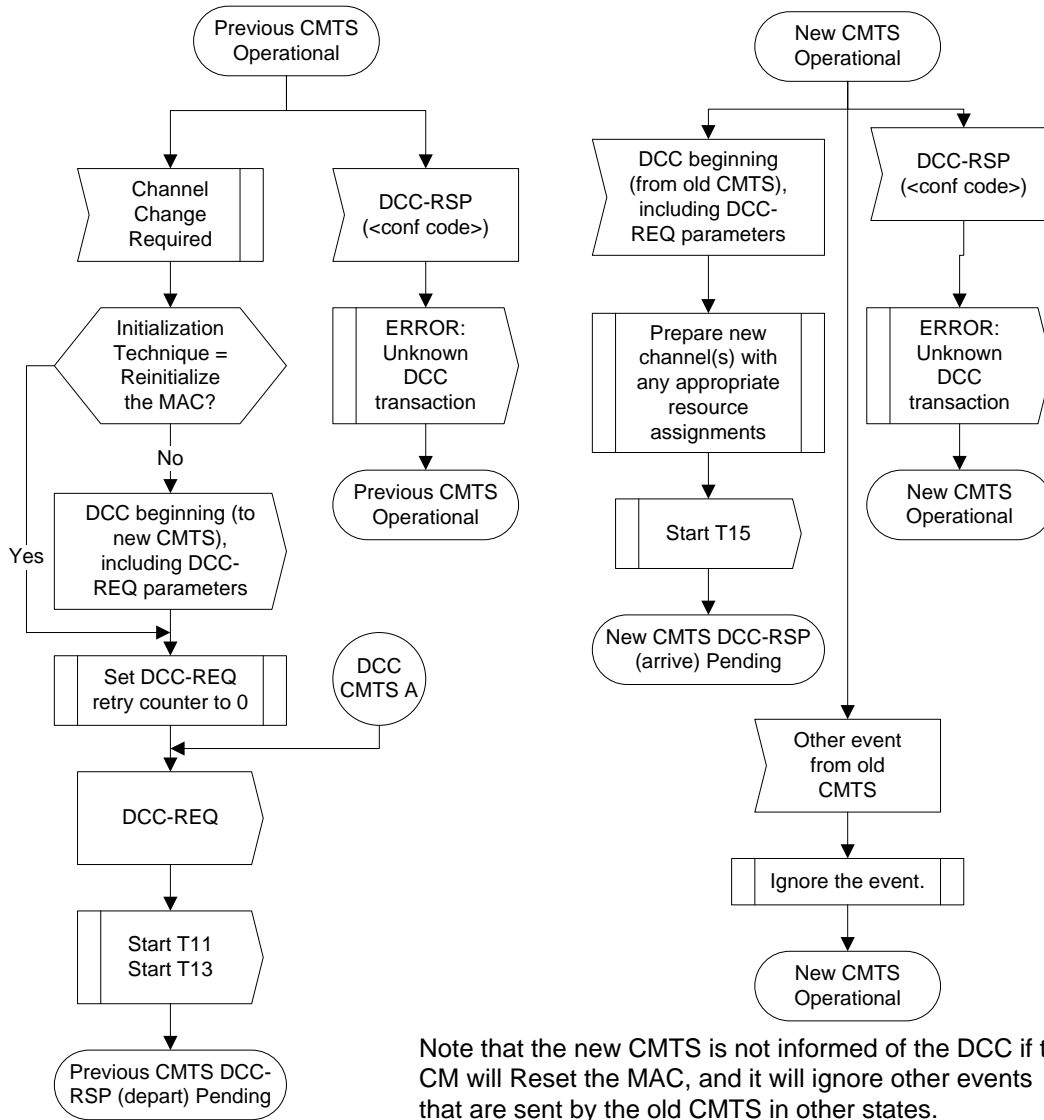 Previous CMTS
Operational
Channel
Change
Required
DCC-RSP
(<conf code>)
Initialization
Technique =
Reinitialize
the MAC?
ERROR:
Unknown
DCC
transaction
No
Previous CMTS
Operational
Yes
DCC beginning (to
new CMTS),
including DCC-
REQ parameters
Set DCC-REQ
retry counter to 0
DCC
CMTS A
DCC-REQ
Start T11
Start T13
Previous CMTS DCC-
RSP (depart) Pending
New CMTS
Operational
DCC beginning
(from old CMTS),
including DCC-
REQ parameters
DCC-RSP
(<conf code>)
Prepare new
channel(s) with
any appropriate
resource
assignments
ERROR:
Unknown
DCC
transaction
Start T15
New CMTS
Operational
New CMTS DCC-RSP
(arrive) Pending
Other event
from old
CMTS
Ignore the event.
New CMTS
Operational
Note that the new CMTS is not informed of the DCC if
CM will Reset the MAC, and it will ignore other events
that are sent by the old CMTS in other states.